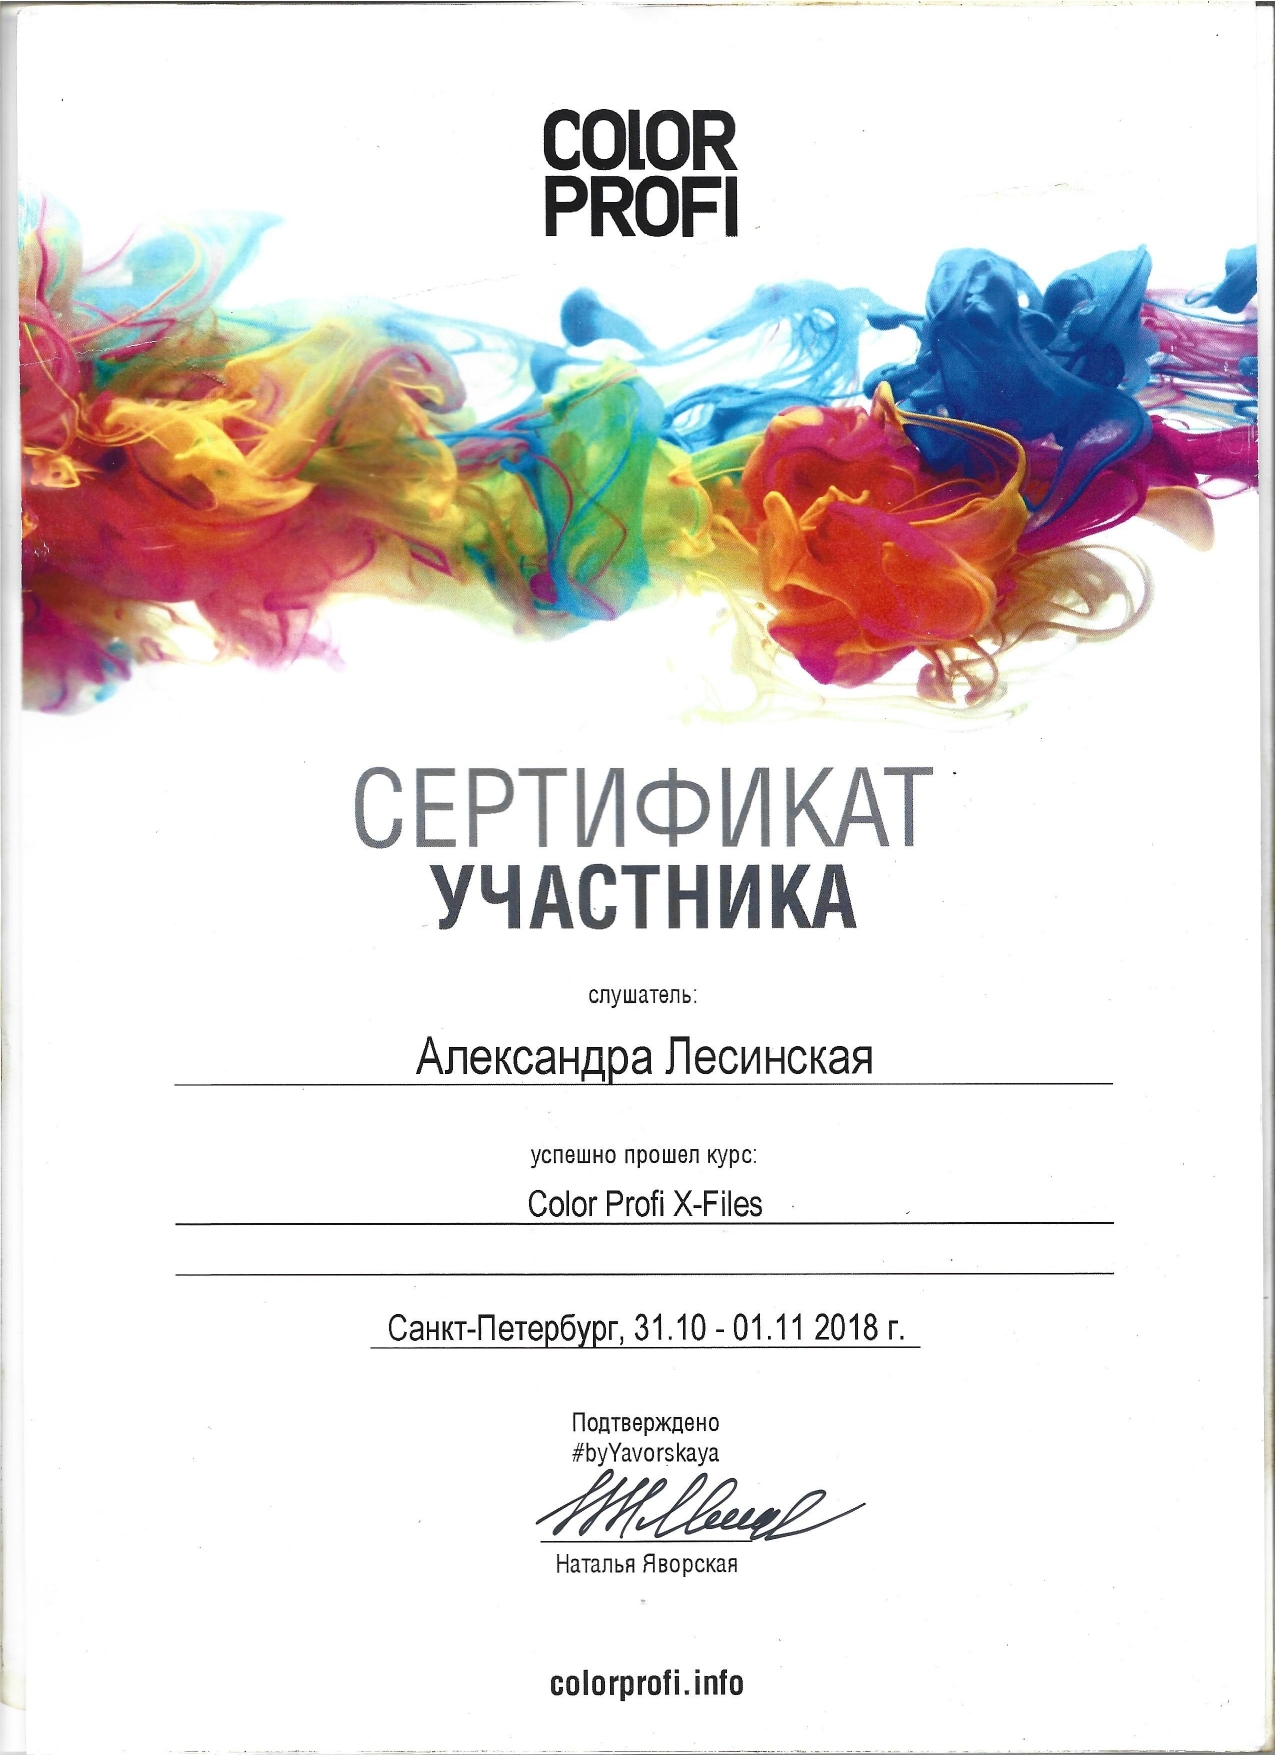 COLOR
PROFI
СЕРТИФИКАТ
УЧАСТНИКА
слушатель:
Александра Лесинская
успешно прошел курс:
Color Profi X-Files
Санкт-Петербург, 31.10 - 01.11 2018 г.
Подтверждено
#byYavorskaya
Наталья Яворская
colorprofi.info